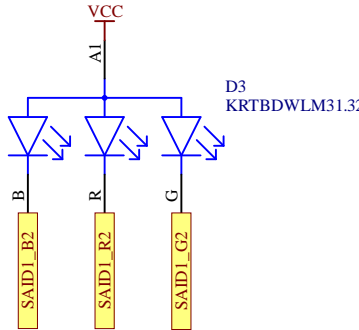 VCC
A1
D3
KRTBDWLM31.32
B
R
G
SAID1_B2
SAID1_R2
SAID1_G2